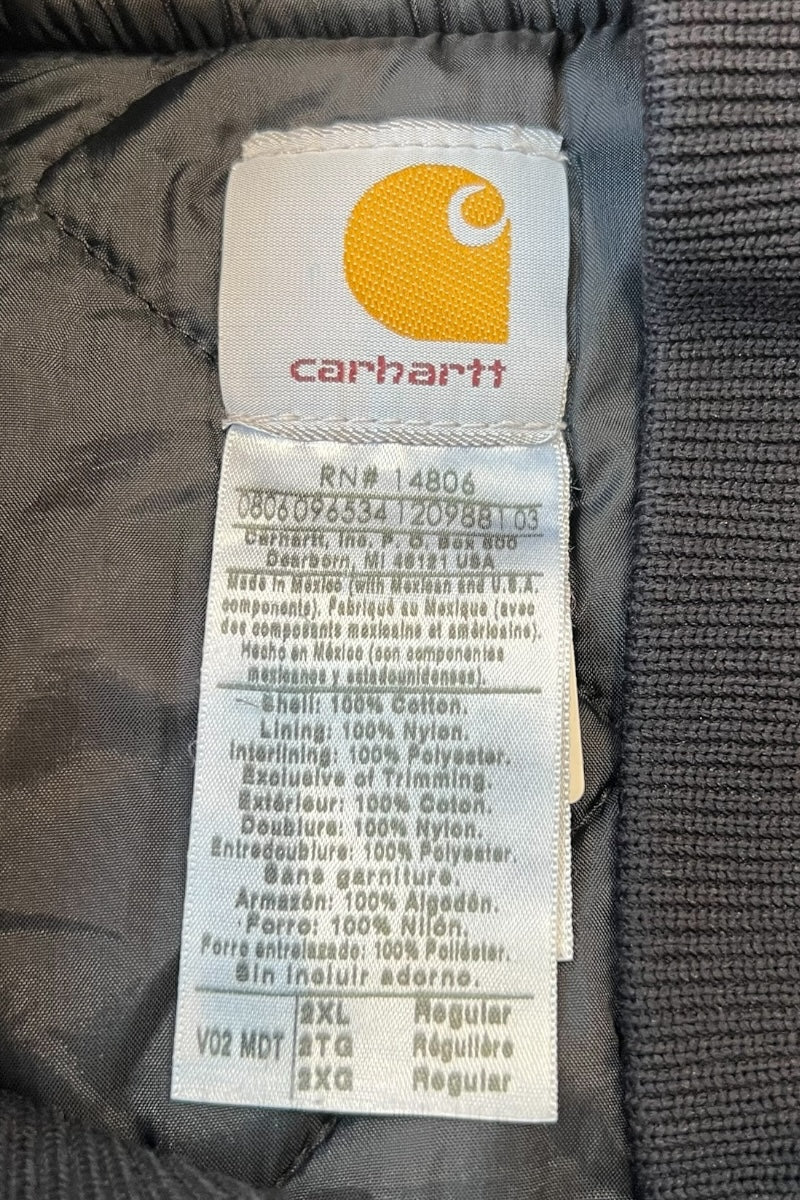 carhartt
RN# 14806
0806096534 120988103
Carhartt, Inc. P. O. Box 600
Dearborn, MI 48121 USA
Made in Mexico (with Mexican and U.S.A.
components). Fabriqué au Mexique (avec
des composants mexicains et américains).
Hecho en México (con componentes
mexicanos y estadounidenses).
Shell: 100% Cotton.
Lining: 100% Nylon.
Interlining: 100% Polyester.
Exclusive of Trimming.
Extérieur: 100% Coton.
Doublure: 100% Nylon.
Entredoublure: 100% Polyester.
Sans garniture.
Armazón: 100% Algodón.
Forro: 100% Nilón.
Forro entrelazado: 100% Poliéster.
Sin incluir adorno.
2XL Regular
V02 MDT 2TG Régulière
2XG Regular